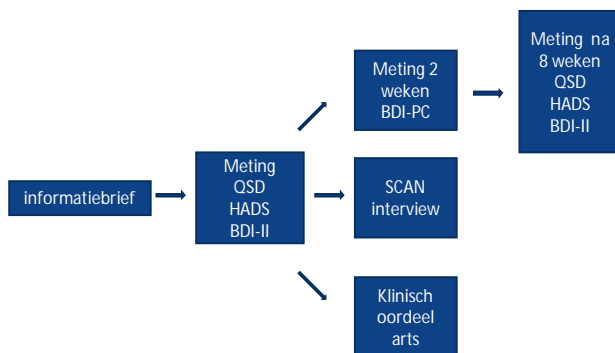 informatiebrief
Meting
QSD
HADS
BDI-II
Meting 2
weken
BDI-PC
Meting na
8 weken
QSD
HADS
BDI-II
SCAN
interview
Klinisch
oordeel
arts